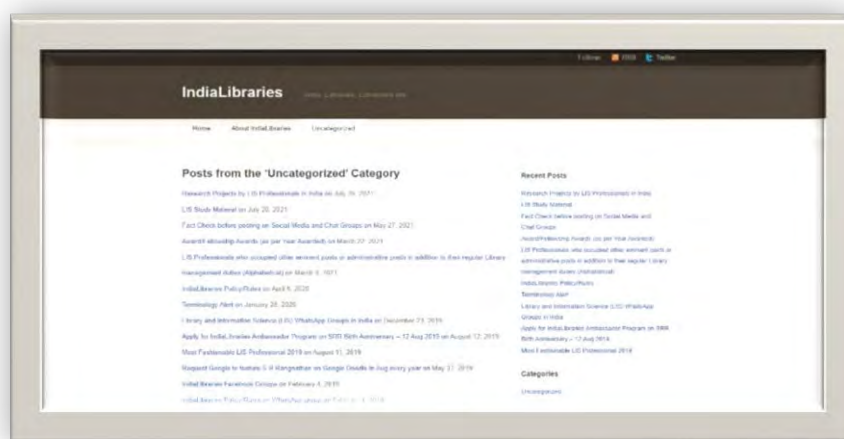 Follow: RSS Twitter
IndiaLibraries
Home About IndiaLibraries Uncategorized
Posts from the 'Uncategorized' Category
Research Projects by LIS Professionals in India on July 2021
LIS Study Material on July 20, 2021
Fact Check before posting on Social Media and Chat Groups on May 27, 2021
Award/Fellowship Awards (as per Year Awarded) on March 2021
LIS Professionals who occupied other eminent posts or administrative posts in addition to their regular Library
management duties (Alphabetical) on March 2021
IndiaLibraries Policy/Rules on April 2020
Terminology Alert on January 2020
Library and Information Science (LIS) WhatsApp Groups in India on December 2019
Apply for IndiaLibraries Ambassador Program on SRR Birth Anniversary – 12 Aug 2019 on August 12, 2019
Most Fashionable LIS Professional 2019 on August 11, 2019
Request Google to feature S R Ranganathan on Google Doodle in Aug every year on May 2019
IndiaLibraries Facebook Groups on February 4, 2019
IndiaLibraries on WhatsApp group on February 2019
Recent Posts
Research Projects by LIS Professionals in India
LIS Study Material
Fact Check before posting on Social Media and
Chat Groups
Awards (as per Year Awarded)
LIS Professionals who occupied other eminent posts or
administrative posts in addition to their regular Library
management duties (Alphabetical)
IndiaLibraries Policy/Rules
Terminology Alert
Library and Information Science (LIS) WhatsApp
Groups in India
Apply for IndiaLibraries Ambassador Program on SRR
Birth Anniversary – 12 Aug 2019
Most Fashionable LIS Professional 2019
Categories
Uncategorized